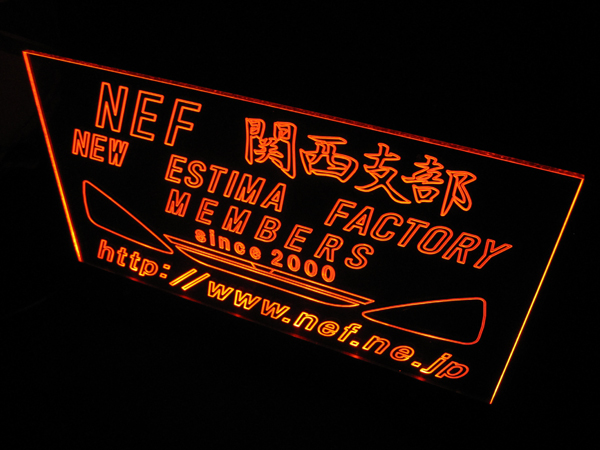 NEF 関西支部
NEW ESTIMA FACTORY
MEMBERS
since 2000
http://www.nef.ne.jp